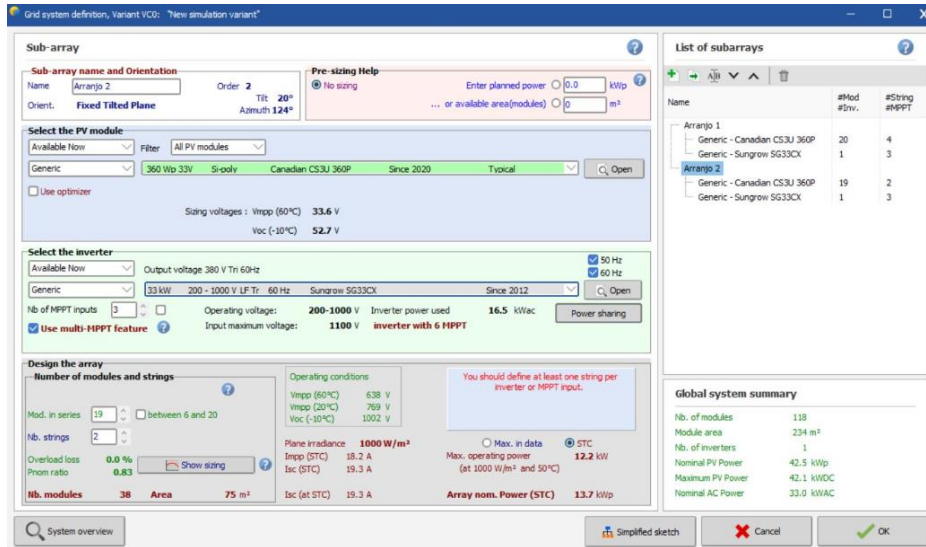 Grid system definition, Variant VC0: "New simulation variant"
Sub-array
Sub-array name and Orientation
Name Arranjo 2 Order 2
Orient. Fixed Tilted Plane Tilt 20°
Azimuth 124°
Pre-sizing Help
No sizing Enter planned power 0.0 kWp
... or available area(modules) 0 m²
Select the PV module
Available Now Filter All PV modules
Generic 360 Wp 33V Si-poly Canadian CS3U 360P Since 2020 Typical Open
Use optimizer
Sizing voltages : Vmpp (60°C) 33.6 V
Voc (-10°C) 52.7 V
Select the inverter
Available Now Output voltage 380 V Tri 60Hz 50 Hz
60 Hz
Generic 33 kW 200 - 1000 V LF Tr 60 Hz Sungrow SG33CX Since 2012 Open
Nb of MPPT inputs 3 Operating voltage: 200-1000 V Inverter power used 16.5 kWac Power sharing
Use multi-MPPT feature Input maximum voltage: 1100 V inverter with 6 MPPT
Design the array
Number of modules and strings
Mod. in series 19 between 6 and 20
Nb. strings 2
Overload loss 0.0 %
Pnom ratio 0.83 Show sizing
Nb. modules 38 Area 75 m²
Operating conditions
Vmpp (60°C) 638 V
Vmpp (20°C) 769 V
Voc (-10°C) 1002 V
You should define at least one string per
inverter or MPPT input.
Plane irradiance 1000 W/m² Max. in data STC
Impp (STC) 18.2 A Max. operating power 12.2 kW
Isc (STC) 19.3 A (at 1000 W/m² and 50°C)
Isc (at STC) 19.3 A Array nom. Power (STC) 13.7 kWp
List of subarrays
Name #Mod #String
#Inv. #MPPT
Arranjo 1
Generic - Canadian CS3U 360P 20 4
Generic - Sungrow SG33CX 1 3
Arranjo 2
Generic - Canadian CS3U 360P 19 2
Generic - Sungrow SG33CX 1 3
Global system summary
Nb. of modules 118
Module area 234 m²
Nb. of inverters 1
Nominal PV Power 42.5 kWp
Maximum PV Power 42.1 kWDC
Nominal AC Power 33.0 kWAC
System overview Simplified sketch Cancel OK